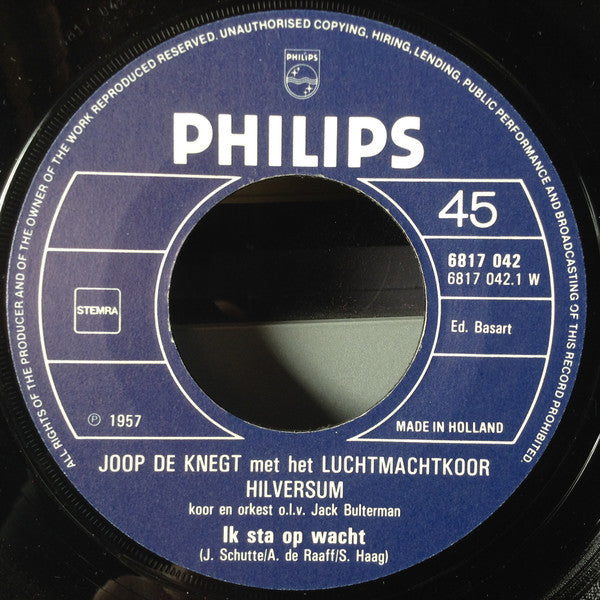 ALL RIGHTS OF THE PRODUCER AND OF THE OWNER OF THE WORK REPRODUCED RESERVED. UNAUTHORISED COPYING, HIRING, LENDING, PUBLIC PERFORMANCE AND BROADCASTING OF THIS RECORD PROHIBITED.
PHILIPS
PHILIPS
45
6817 042
6817 042.1 W
STEMRA
Ed. Basart
℗ 1957
MADE IN HOLLAND
JOOP DE KNEGT met het LUCHTMACHTKOOR
HILVERSUM
koor en orkest o.l.v. Jack Bulterman
Ik sta op wacht
(J. Schutte/A. de Raaff/S. Haag)